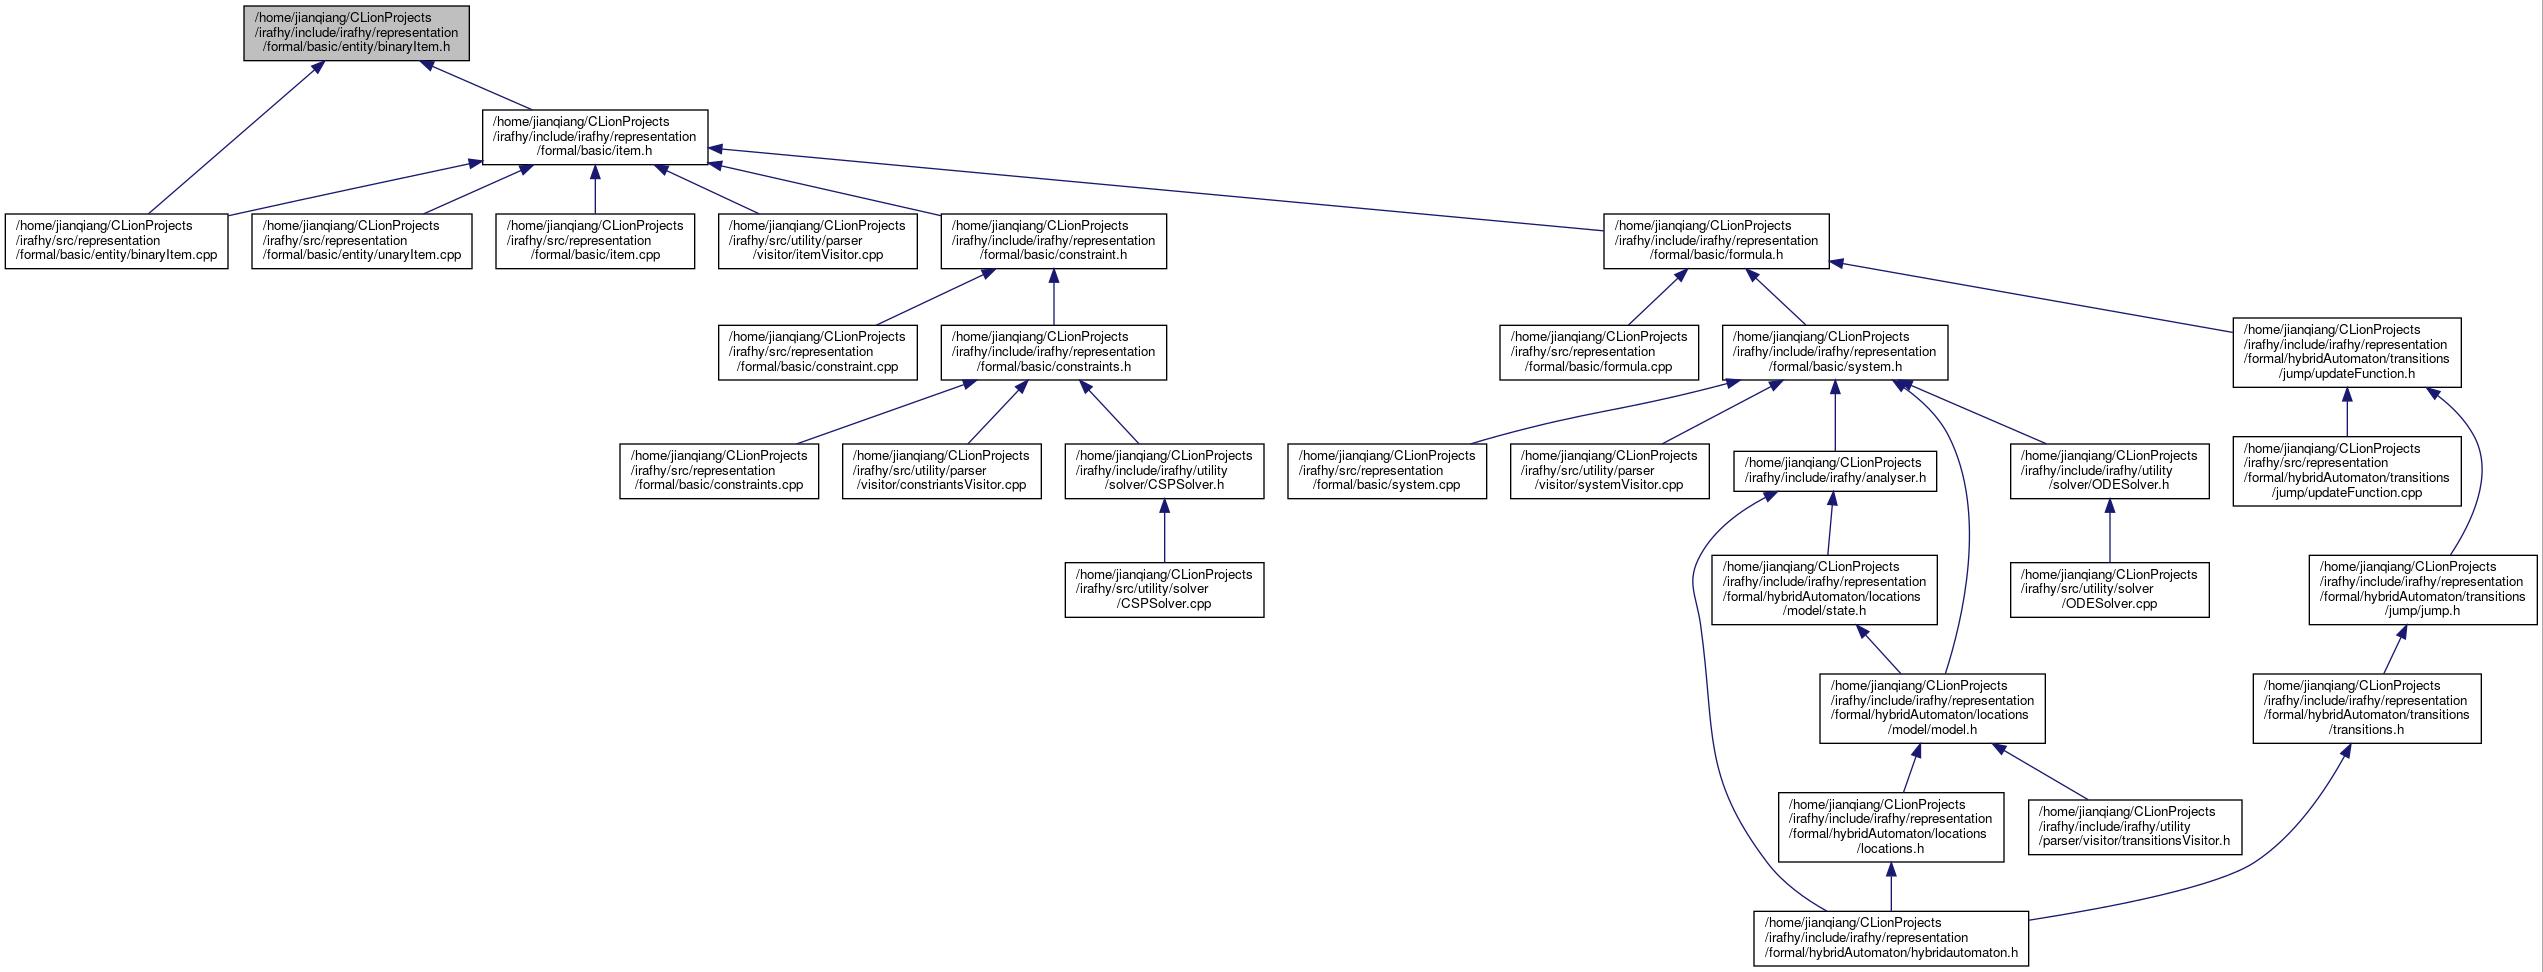 /home/jianqiang/CLionProjects
/irafhy/include/irafhy/representation
/formal/basic/entity/binaryItem.h
/home/jianqiang/CLionProjects
/irafhy/include/irafhy/representation
/formal/basic/item.h
/home/jianqiang/CLionProjects
/irafhy/src/representation
/formal/basic/entity/binaryItem.cpp
/home/jianqiang/CLionProjects
/irafhy/src/representation
/formal/basic/entity/unaryItem.cpp
/home/jianqiang/CLionProjects
/irafhy/src/representation
/formal/basic/item.cpp
/home/jianqiang/CLionProjects
/irafhy/src/utility/parser
/visitor/itemVisitor.cpp
/home/jianqiang/CLionProjects
/irafhy/include/irafhy/representation
/formal/basic/constraint.h
/home/jianqiang/CLionProjects
/irafhy/include/irafhy/representation
/formal/basic/formula.h
/home/jianqiang/CLionProjects
/irafhy/src/representation
/formal/basic/constraint.cpp
/home/jianqiang/CLionProjects
/irafhy/include/irafhy/representation
/formal/basic/constraints.h
/home/jianqiang/CLionProjects
/irafhy/src/representation
/formal/basic/formula.cpp
/home/jianqiang/CLionProjects
/irafhy/include/irafhy/representation
/formal/basic/system.h
/home/jianqiang/CLionProjects
/irafhy/include/irafhy/representation
/formal/hybridAutomaton/transitions
/jump/updateFunction.h
/home/jianqiang/CLionProjects
/irafhy/src/representation
/formal/basic/constraints.cpp
/home/jianqiang/CLionProjects
/irafhy/src/utility/parser
/visitor/constriantsVisitor.cpp
/home/jianqiang/CLionProjects
/irafhy/include/irafhy/utility
/solver/CSPSolver.h
/home/jianqiang/CLionProjects
/irafhy/src/representation
/formal/basic/system.cpp
/home/jianqiang/CLionProjects
/irafhy/src/utility/parser
/visitor/systemVisitor.cpp
/home/jianqiang/CLionProjects
/irafhy/include/irafhy/analyser.h
/home/jianqiang/CLionProjects
/irafhy/include/irafhy/utility
/solver/ODESolver.h
/home/jianqiang/CLionProjects
/irafhy/src/representation
/formal/hybridAutomaton/transitions
/jump/updateFunction.cpp
/home/jianqiang/CLionProjects
/irafhy/src/utility/solver
/CSPSolver.cpp
/home/jianqiang/CLionProjects
/irafhy/include/irafhy/representation
/formal/hybridAutomaton/locations
/model/state.h
/home/jianqiang/CLionProjects
/irafhy/src/utility/solver
/ODESolver.cpp
/home/jianqiang/CLionProjects
/irafhy/include/irafhy/representation
/formal/hybridAutomaton/transitions
/jump/jump.h
/home/jianqiang/CLionProjects
/irafhy/include/irafhy/representation
/formal/hybridAutomaton/locations
/model/model.h
/home/jianqiang/CLionProjects
/irafhy/include/irafhy/representation
/formal/hybridAutomaton/transitions
/transitions.h
/home/jianqiang/CLionProjects
/irafhy/include/irafhy/representation
/formal/hybridAutomaton/locations
/locations.h
/home/jianqiang/CLionProjects
/irafhy/include/irafhy/utility
/parser/visitor/transitionsVisitor.h
/home/jianqiang/CLionProjects
/irafhy/include/irafhy/representation
/formal/hybridAutomaton/hybridautomaton.h